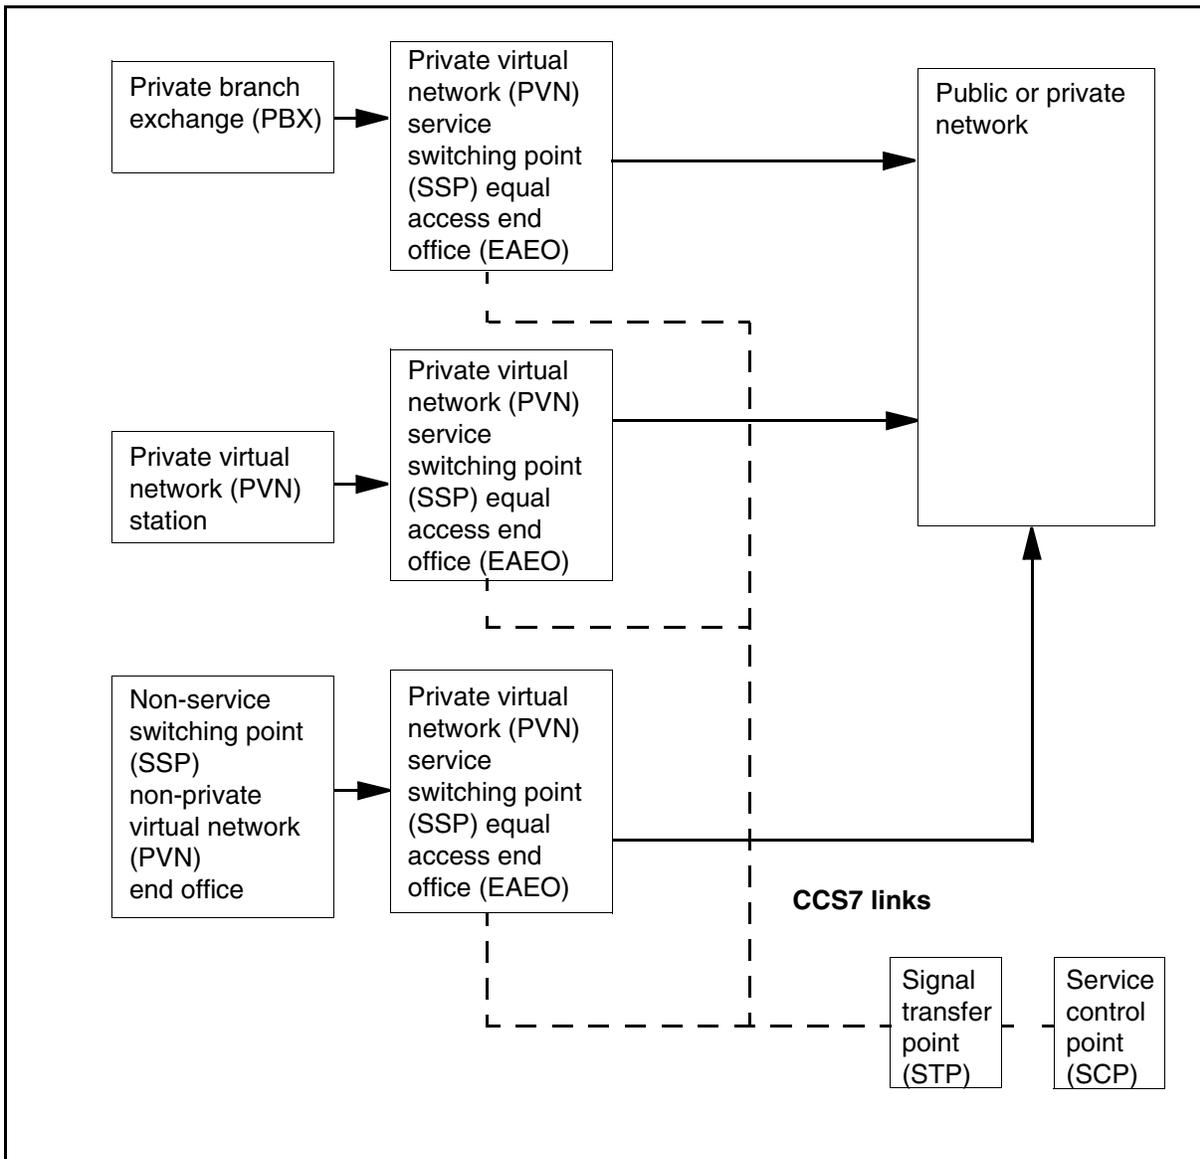 Private branch
exchange (PBX)
Private virtual
network (PVN)
service
switching point
(SSP) equal
access end
office (EAEO)
Public or private
network
Private virtual
network (PVN)
station
Private virtual
network (PVN)
service
switching point
(SSP) equal
access end
office (EAEO)
Non-service
switching point
(SSP)
non-private
virtual network
(PVN)
end office
Private virtual
network (PVN)
service
switching point
(SSP) equal
access end
office (EAEO)
CCS7 links
Signal
transfer
point
(STP)
Service
control
point
(SCP)